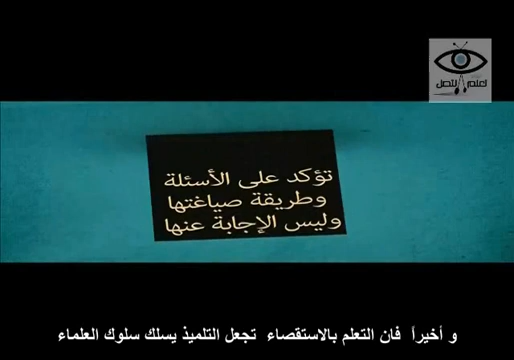 تؤكد على الأسئلة
وطريقة صياغتها
وليس الإجابة عنها
و أخيراً فان التعلم بالاستقصاء تجعل التلميذ يسلك سلوك العلماء